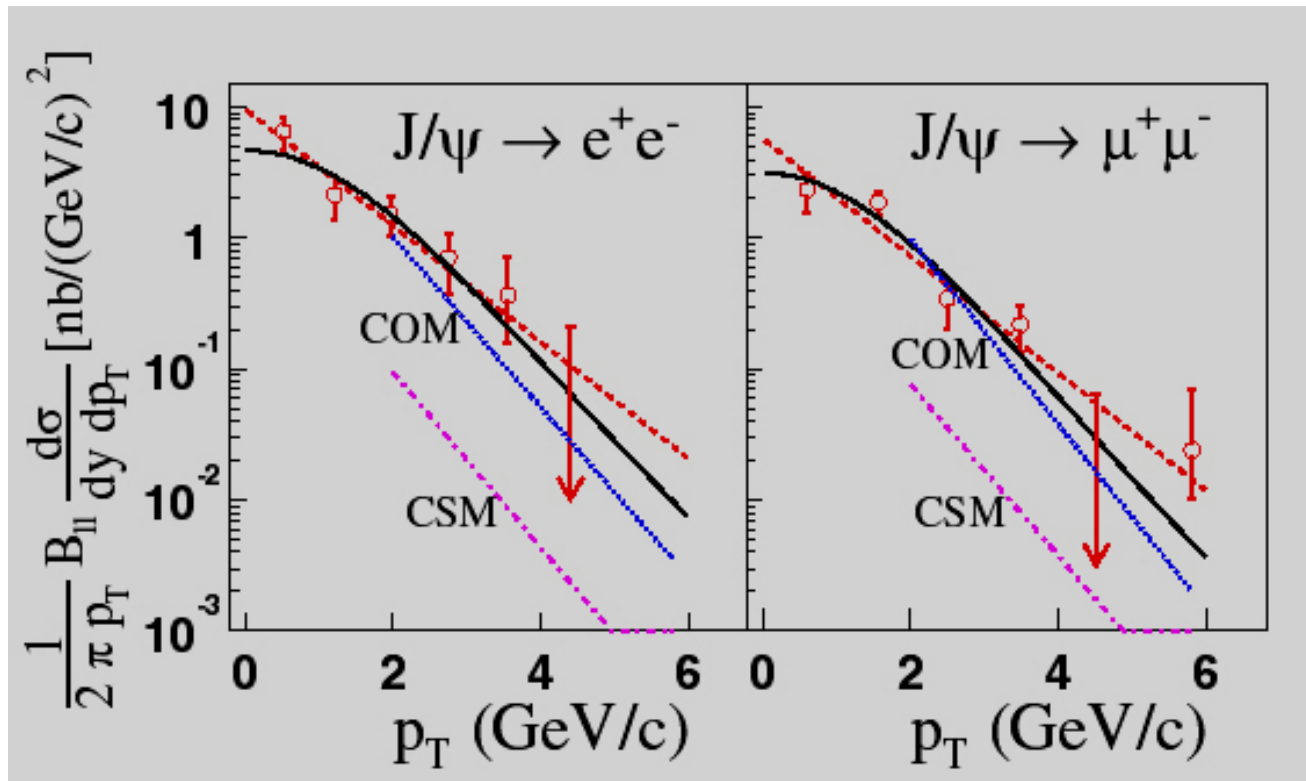 1/(2 π p_T) B_ll dσ/(dy dp_T) [nb/(GeV/c)²]
10
1
10⁻¹
10⁻²
10⁻³
J/ψ → e⁺e⁻
COM
CSM
0 2 4 6
p_T (GeV/c)
J/ψ → μ⁺μ⁻
COM
CSM
0 2 4 6
p_T (GeV/c)